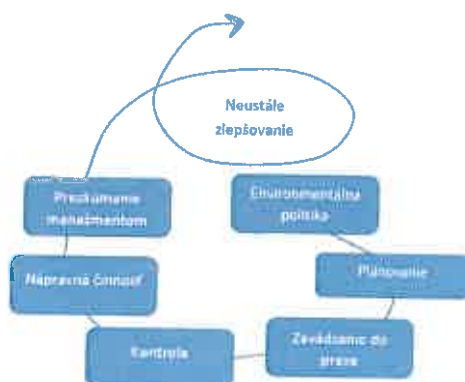 Neustále
zlepšovanie
Preskúmanie
manažmentom
Environmentálna
politika
Nápravná činnosť
Plánovanie
Kontrola
Zavádzanie do
praxe